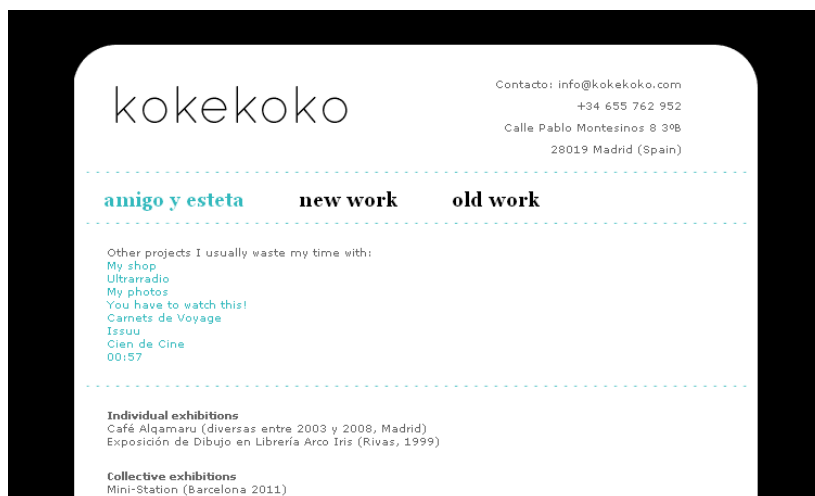 kokekoko
Contacto: info@kokekoko.com
+34 655 762 952
Calle Pablo Montesinos 8 3ºB
28019 Madrid (Spain)
amigo y esteta new work old work
Other projects I usually waste my time with:
My shop
Ultrarradio
My photos
You have to watch this!
Carnets de Voyage
Issuu
Cien de Cine
00:57
Individual exhibitions
Café Alqamaru (diversas entre 2003 y 2008, Madrid)
Exposición de Dibujo en Librería Arco Iris (Rivas, 1999)
Collective exhibitions
Mini-Station (Barcelona 2011)